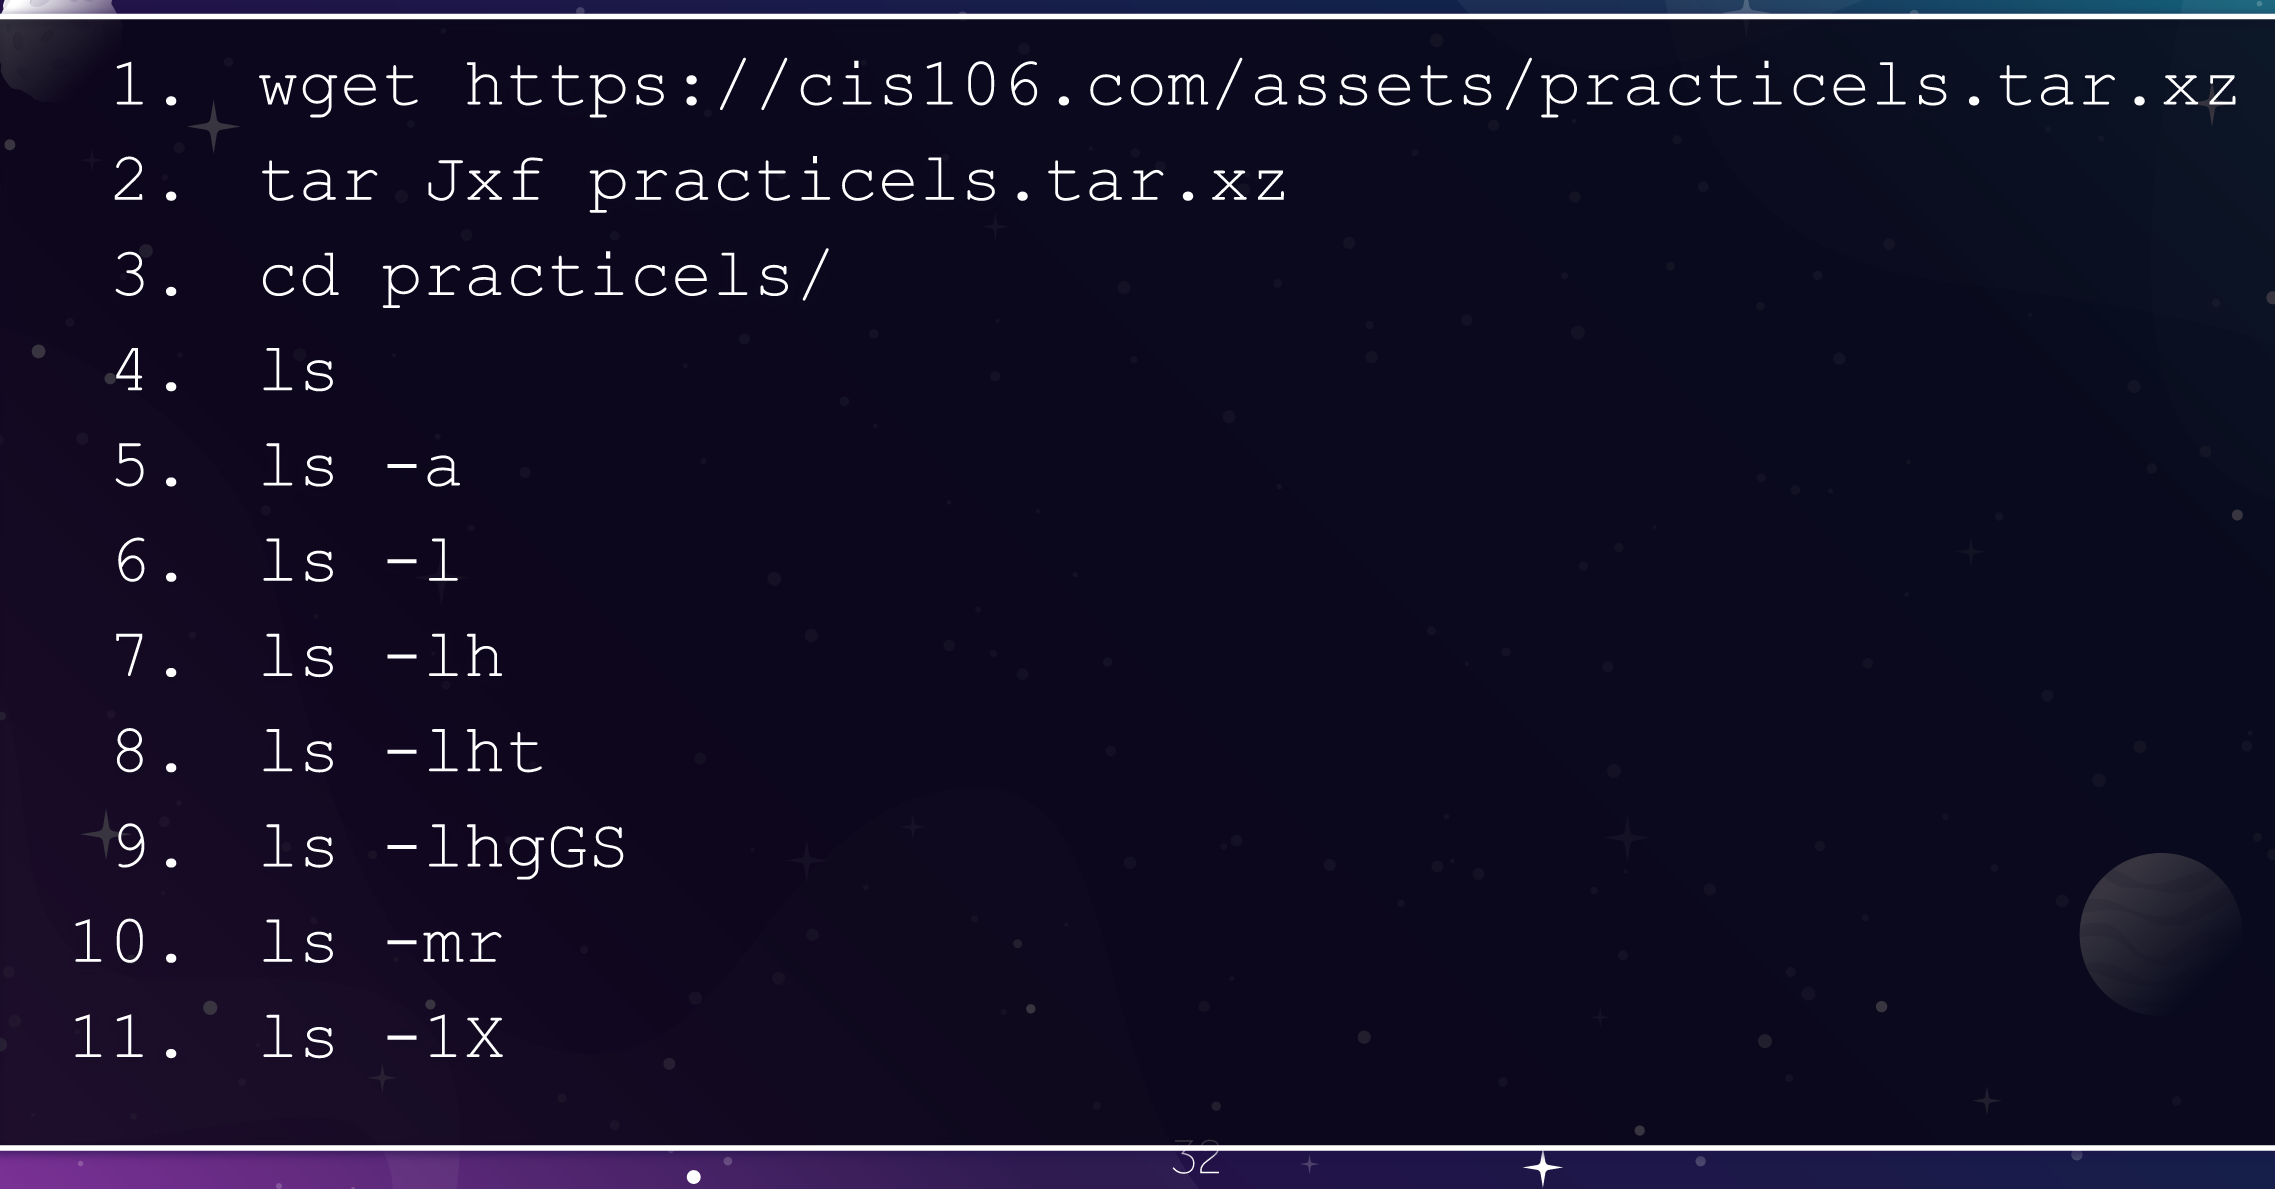 1. wget https://cis106.com/assets/practicels.tar.xz
2. tar Jxf practicels.tar.xz
3. cd practicels/
4. ls
5. ls -a
6. ls -l
7. ls -lh
8. ls -lht
9. ls -lhgGS
10. ls -mr
11. ls -1X
32